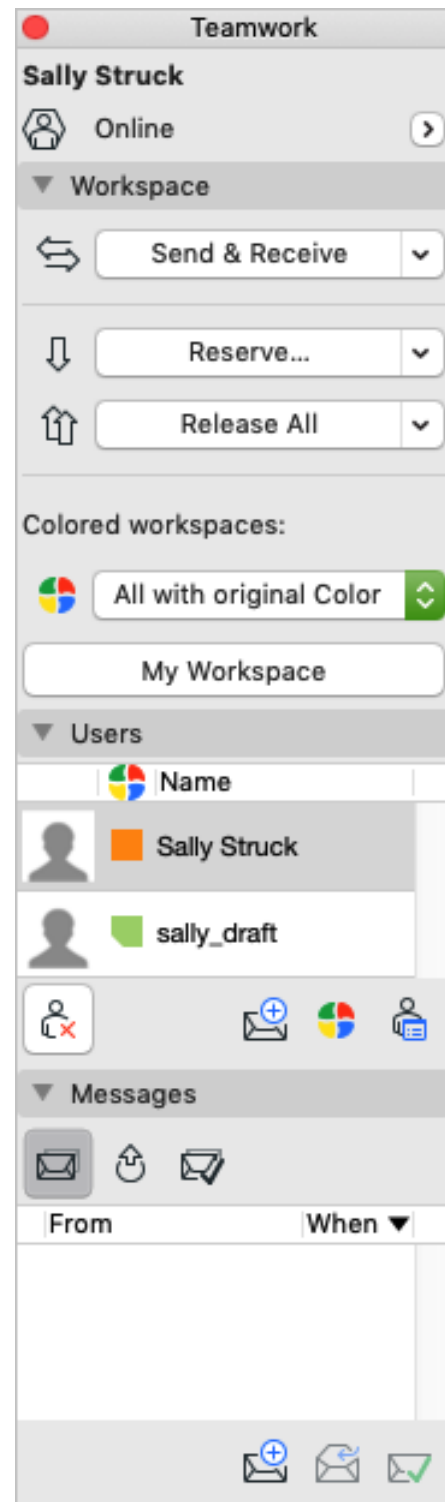 Teamwork
Sally Struck
Online
Workspace
Send & Receive
Reserve...
Release All
Colored workspaces:
All with original Color
My Workspace
Users
Name
Sally Struck
sally_draft
Messages
From When